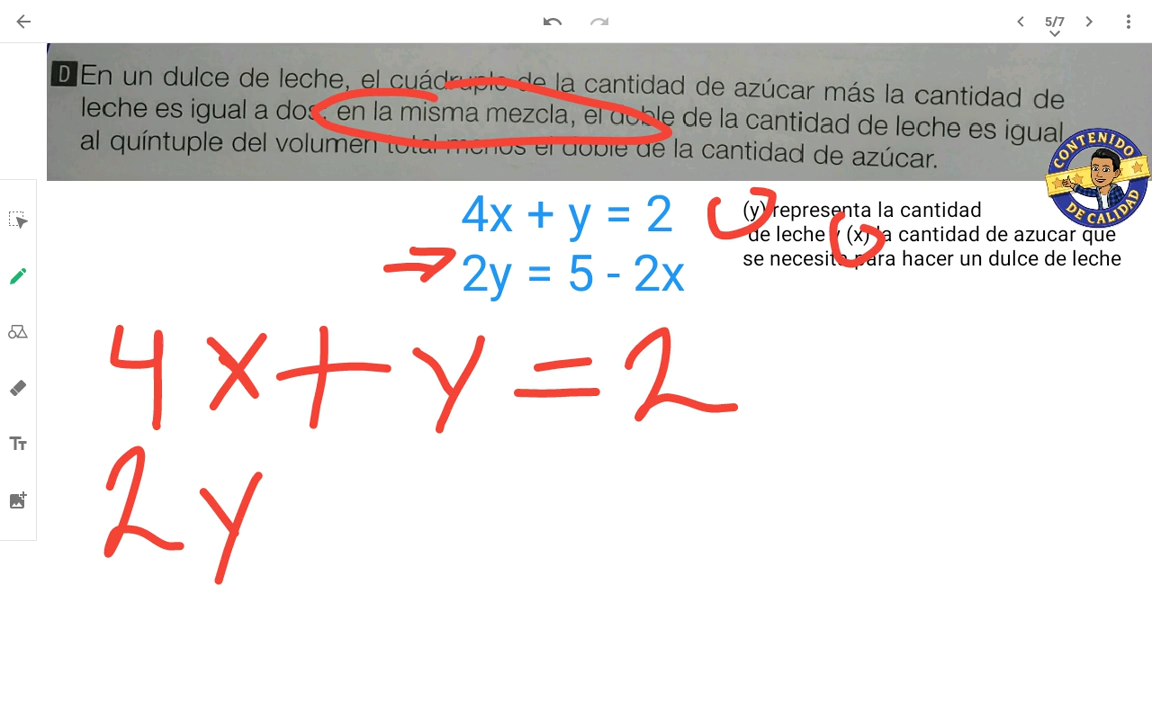 5/7
D En un dulce de leche, el cuádruplo de la cantidad de azúcar más la cantidad de
leche es igual a dos, en la misma mezcla, el doble de la cantidad de leche es igual
al quíntuple del volumen total menos el doble de la cantidad de azúcar.
CONTENIDO
DE CALIDAD
4x + y = 2
2y = 5 - 2x
(y) representa la cantidad
de leche y (x) la cantidad de azucar que
se necesita para hacer un dulce de leche
4x+y=2
2y
Tт